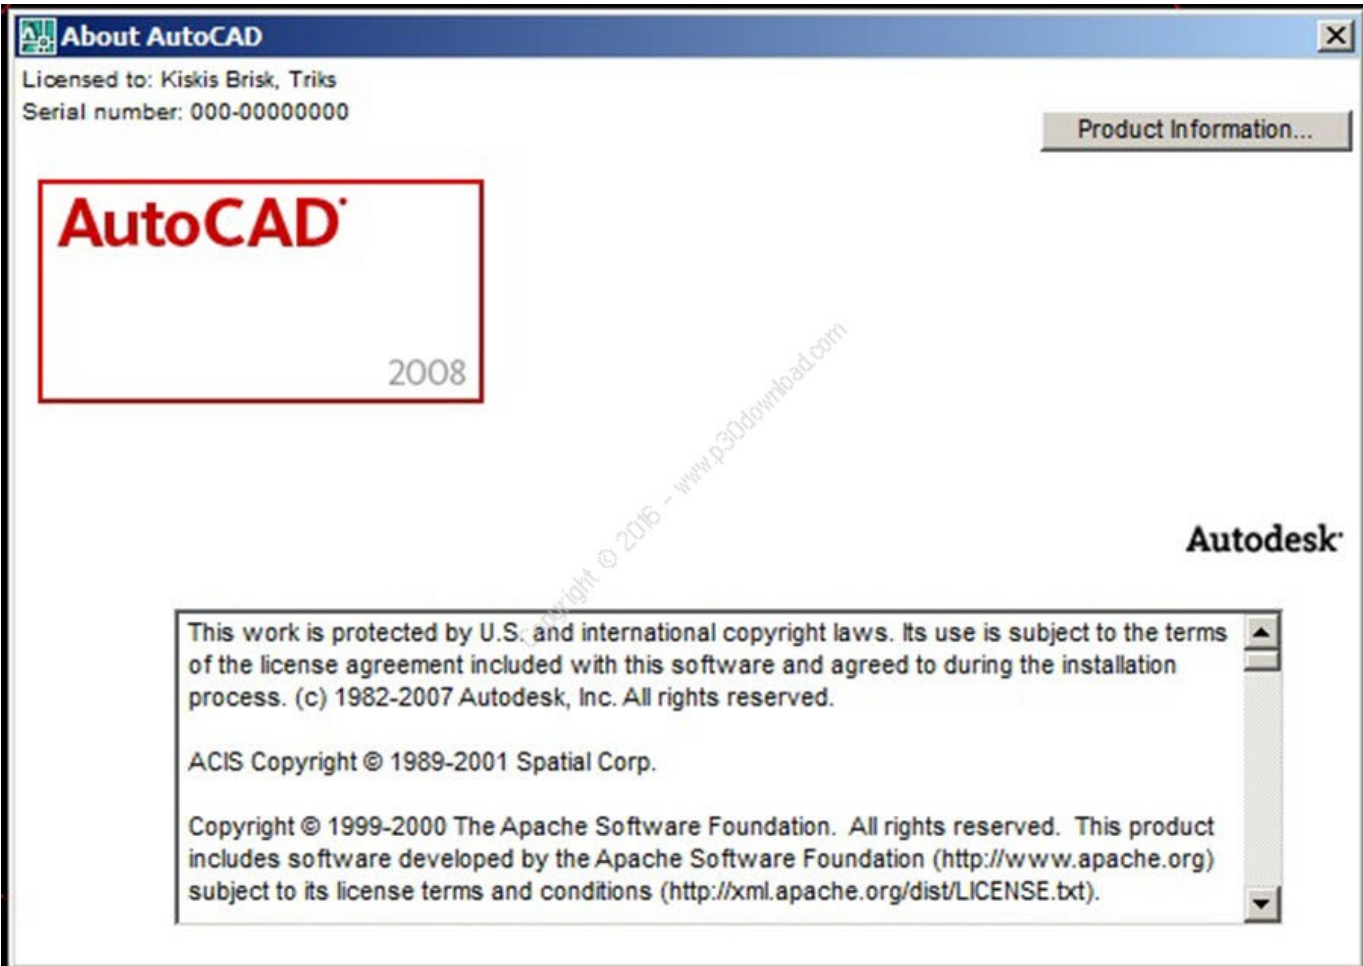 About AutoCAD
Licensed to: Kiskis Brisk, Triks
Serial number: 000-00000000
Product Information...
AutoCAD
2008
Copyright © 2016 - www.p30download.com
Autodesk
This work is protected by U.S. and international copyright laws. Its use is subject to the terms
of the license agreement included with this software and agreed to during the installation
process. (c) 1982-2007 Autodesk, Inc. All rights reserved.
ACIS Copyright © 1989-2001 Spatial Corp.
Copyright © 1999-2000 The Apache Software Foundation.  All rights reserved.  This product
includes software developed by the Apache Software Foundation (http://www.apache.org)
subject to its license terms and conditions (http://xml.apache.org/dist/LICENSE.txt).